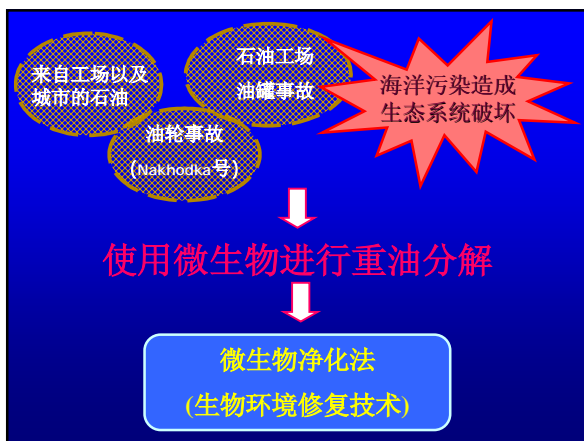 来自工场以及
城市的石油
石油工场
油罐事故
油轮事故
(Nakhodka号)
海洋污染造成
生态系统破坏
使用微生物进行重油分解
微生物净化法
(生物环境修复技术)